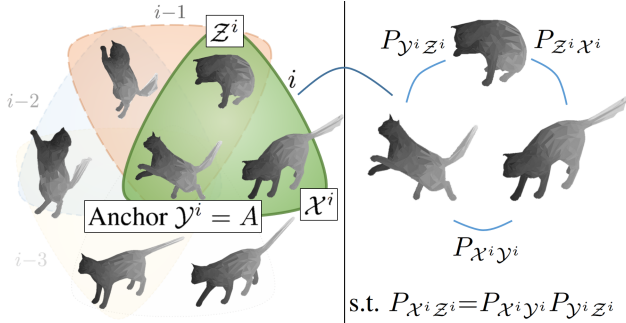 i-1
𝒵^i
i
i-2
𝒳^i
Anchor 𝒴^i = A
i-3
P_{𝒴^i 𝒵^i}
P_{𝒵^i 𝒳^i}
P_{𝒳^i 𝒴^i}
s.t. P_{𝒳^i 𝒵^i}=P_{𝒳^i 𝒴^i} P_{𝒴^i 𝒵^i}